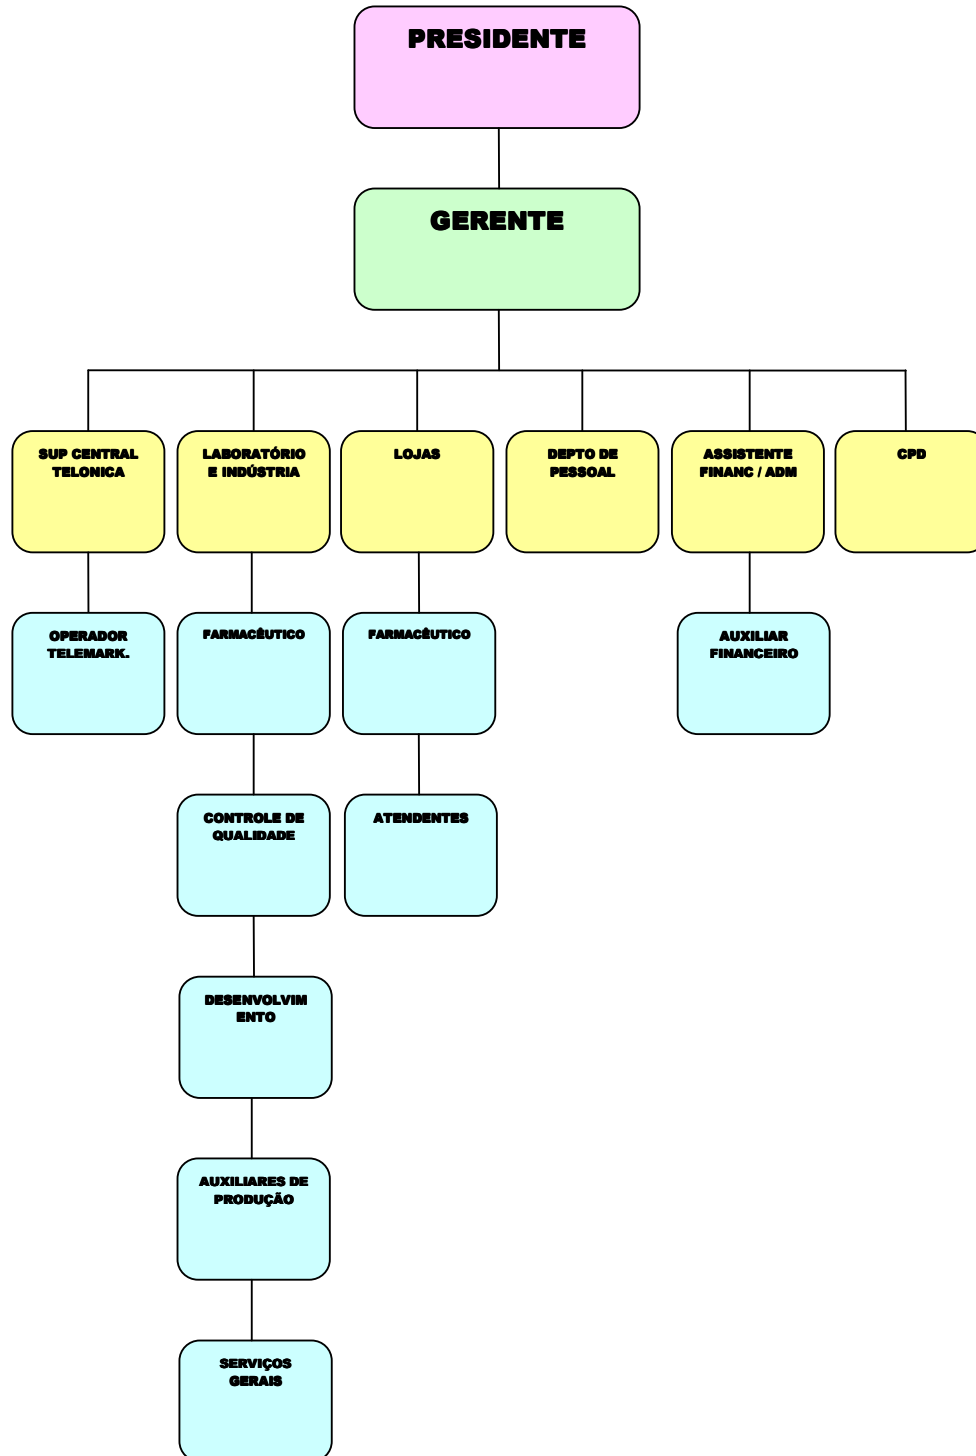 PRESIDENTE
GERENTE
SUP CENTRAL
TELONICA
LABORATÓRIO
E INDÚSTRIA
LOJAS
DEPTO DE
PESSOAL
ASSISTENTE
FINANC / ADM
CPD
OPERADOR
TELEMARK.
FARMACÊUTICO
FARMACÊUTICO
AUXILIAR
FINANCEIRO
CONTROLE DE
QUALIDADE
ATENDENTES
DESENVOLVIM
ENTO
AUXILIARES DE
PRODUÇÃO
SERVIÇOS
GERAIS